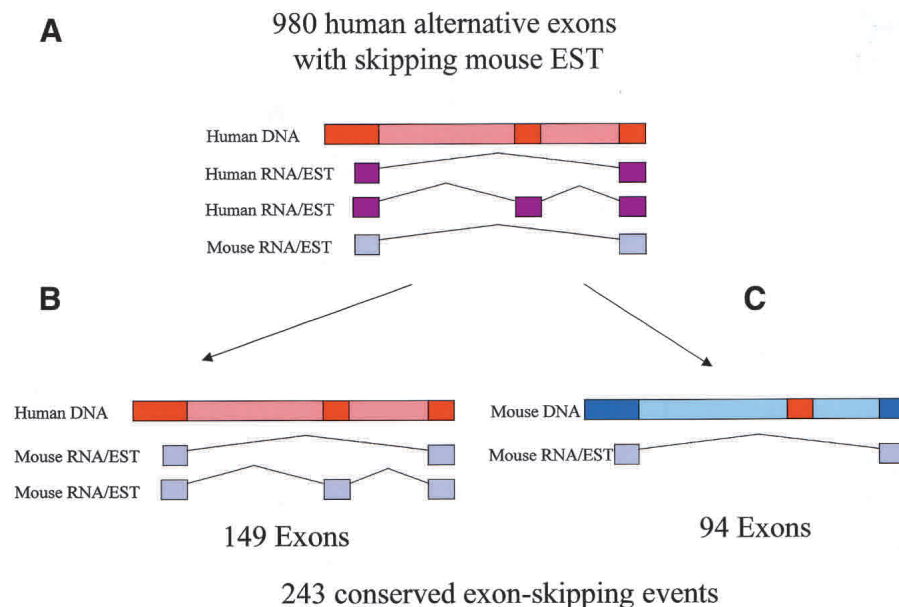 A
980 human alternative exons
with skipping mouse EST
Human DNA
Human RNA/EST
Human RNA/EST
Mouse RNA/EST
B
C
Human DNA
Mouse RNA/EST
Mouse RNA/EST
149 Exons
Mouse DNA
Mouse RNA/EST
94 Exons
243 conserved exon-skipping events